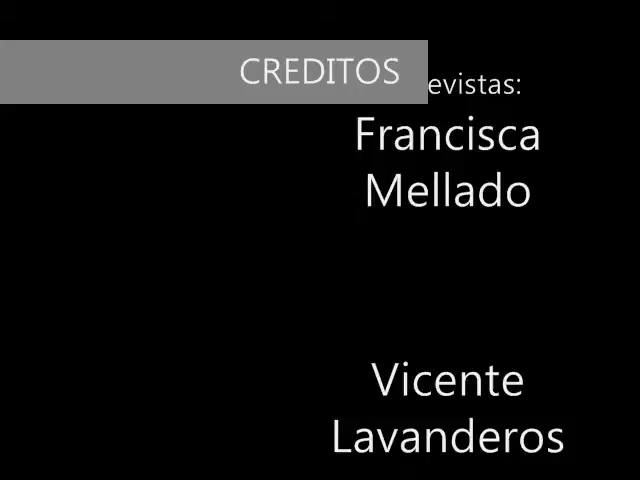 CREDITOS
evistas:
Francisca
Mellado
Vicente
Lavanderos